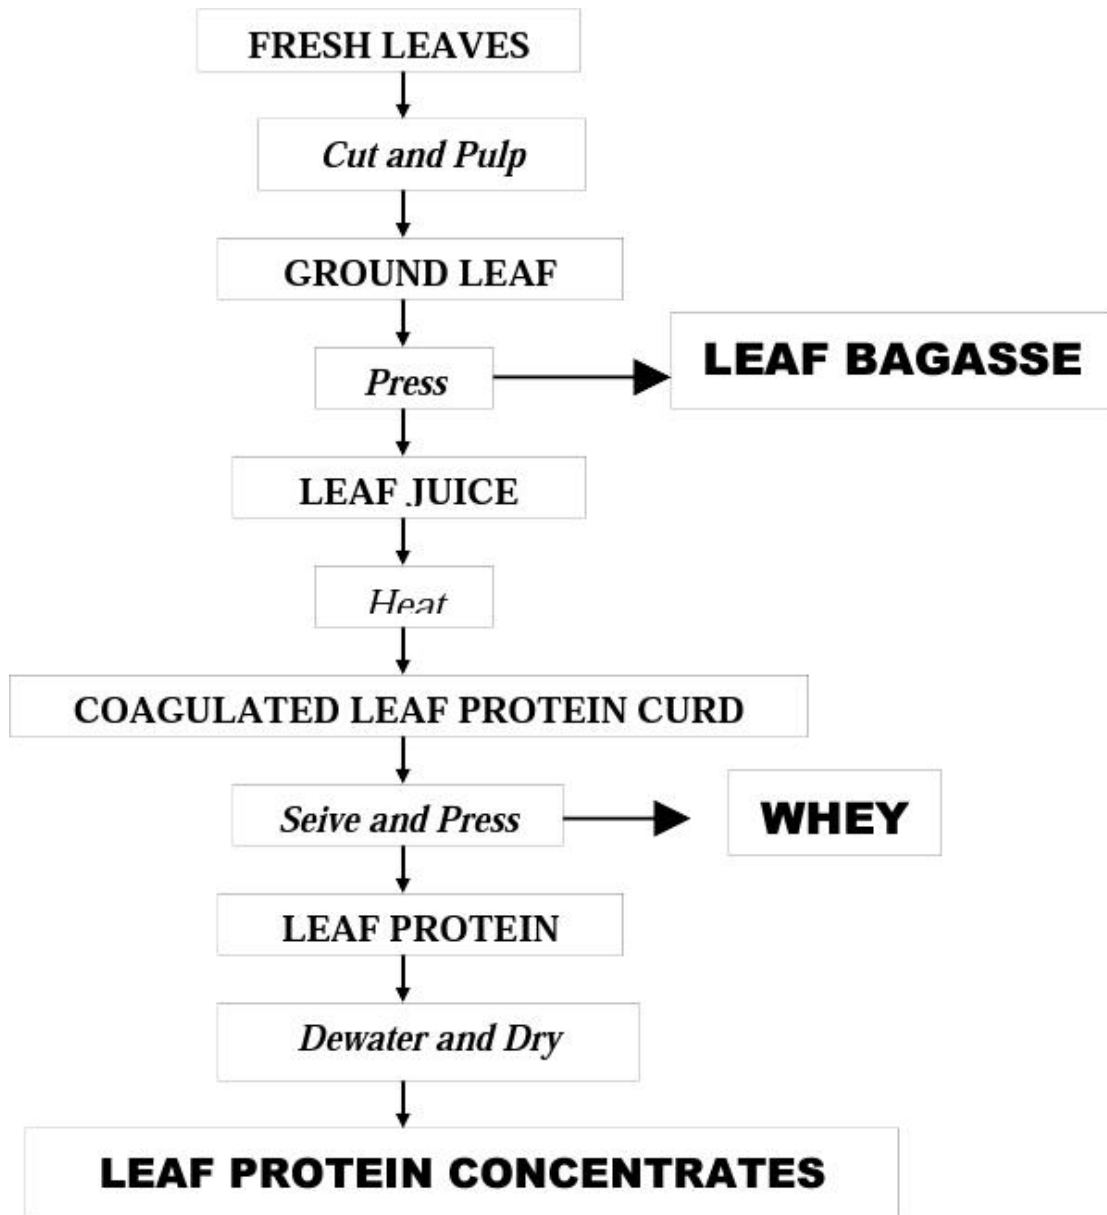 FRESH LEAVES
Cut and Pulp
GROUND LEAF
Press
LEAF BAGASSE
LEAF JUICE
Heat
COAGULATED LEAF PROTEIN CURD
Seive and Press
WHEY
LEAF PROTEIN
Dewater and Dry
LEAF PROTEIN CONCENTRATES